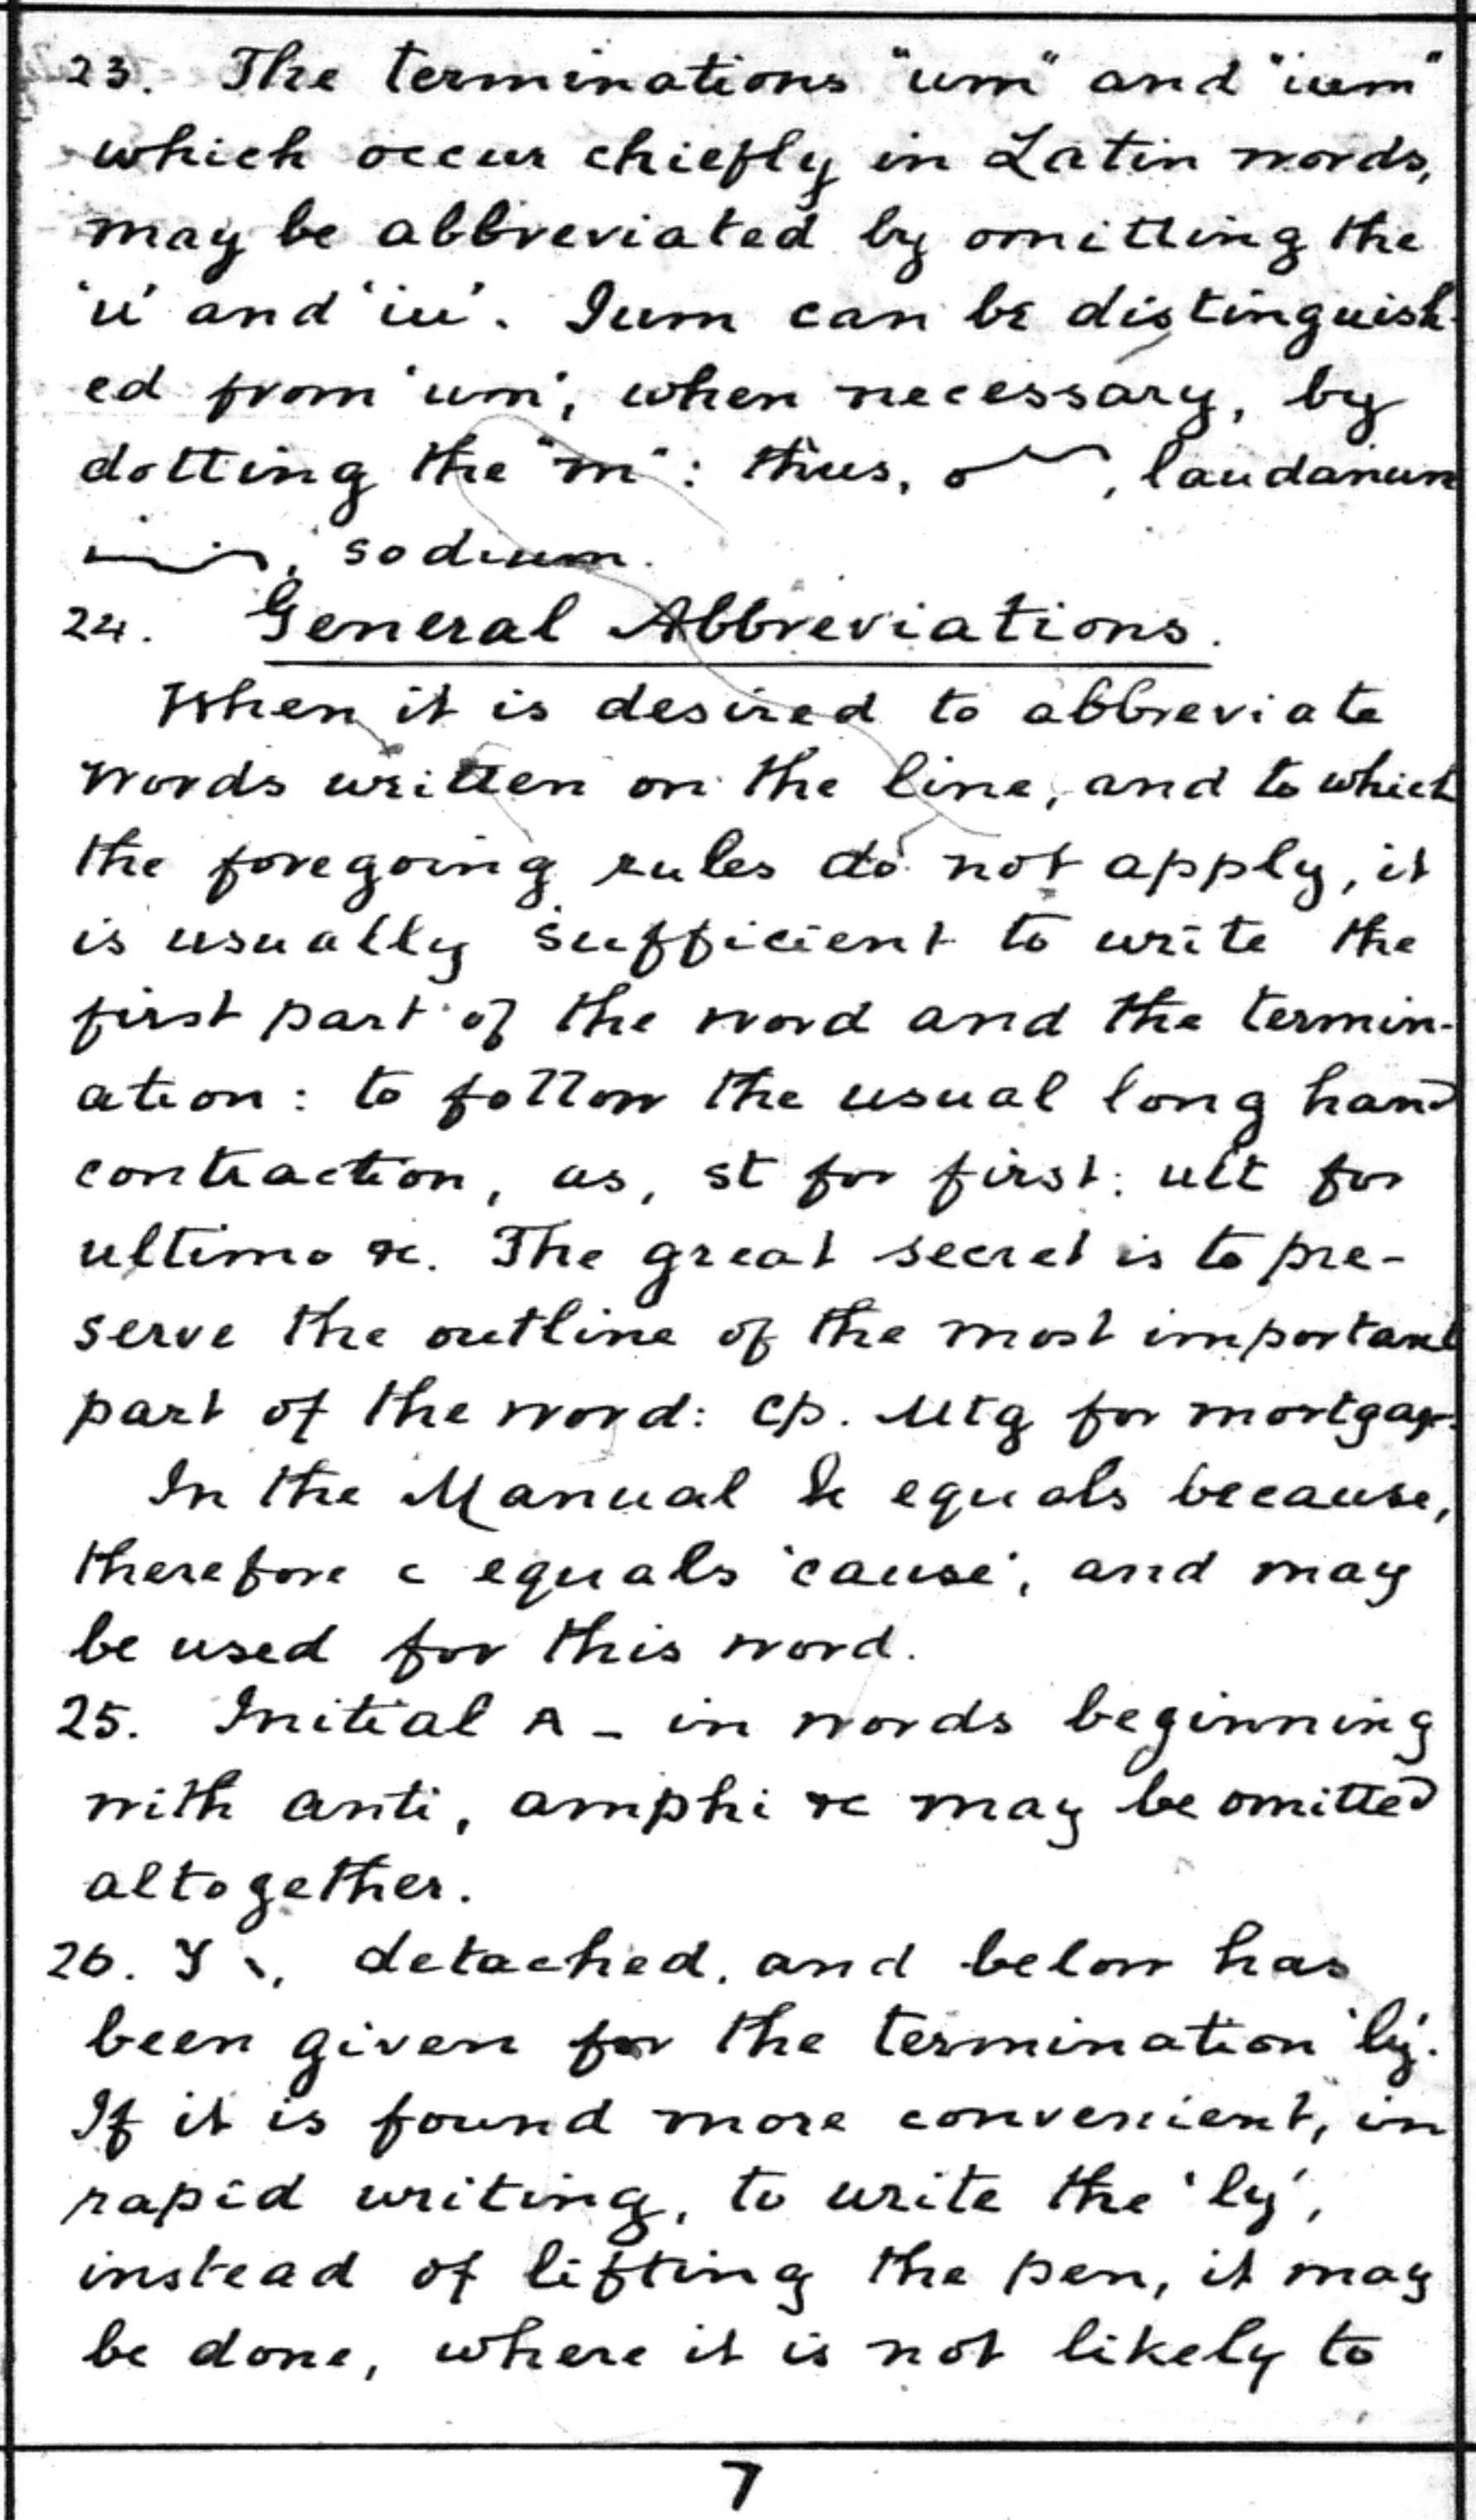 23. The terminations "um" and "ium"
which occur chiefly in Latin words,
may be abbreviated by omitting the
'u' and 'iu'. Ium can be distinguish-
ed from 'um', when necessary, by
dotting the "m": thus, , laudanum
, sodium.
24. General Abbreviations.
When it is desired to abbreviate
words written on the line, and to which
the foregoing rules do not apply, it
is usually sufficient to write the
first part of the word and the termin-
ation: to follow the usual long hand
contraction, as, st for first: ult for
ultimo &c. The great secret is to pre-
serve the outline of the most important
part of the word: cp. Mtg for mortgage.
In the Manual bc equals because,
therefore c equals 'cause', and may
be used for this word.
25. Initial A - in words beginning
with anti, amphi &c may be omitted
altogether.
26. Y \, detached, and below has
been given for the termination 'ly'.
If it is found more convenient, in
rapid writing, to write the 'ly',
instead of lifting the pen, it may
be done, where it is not likely to
7